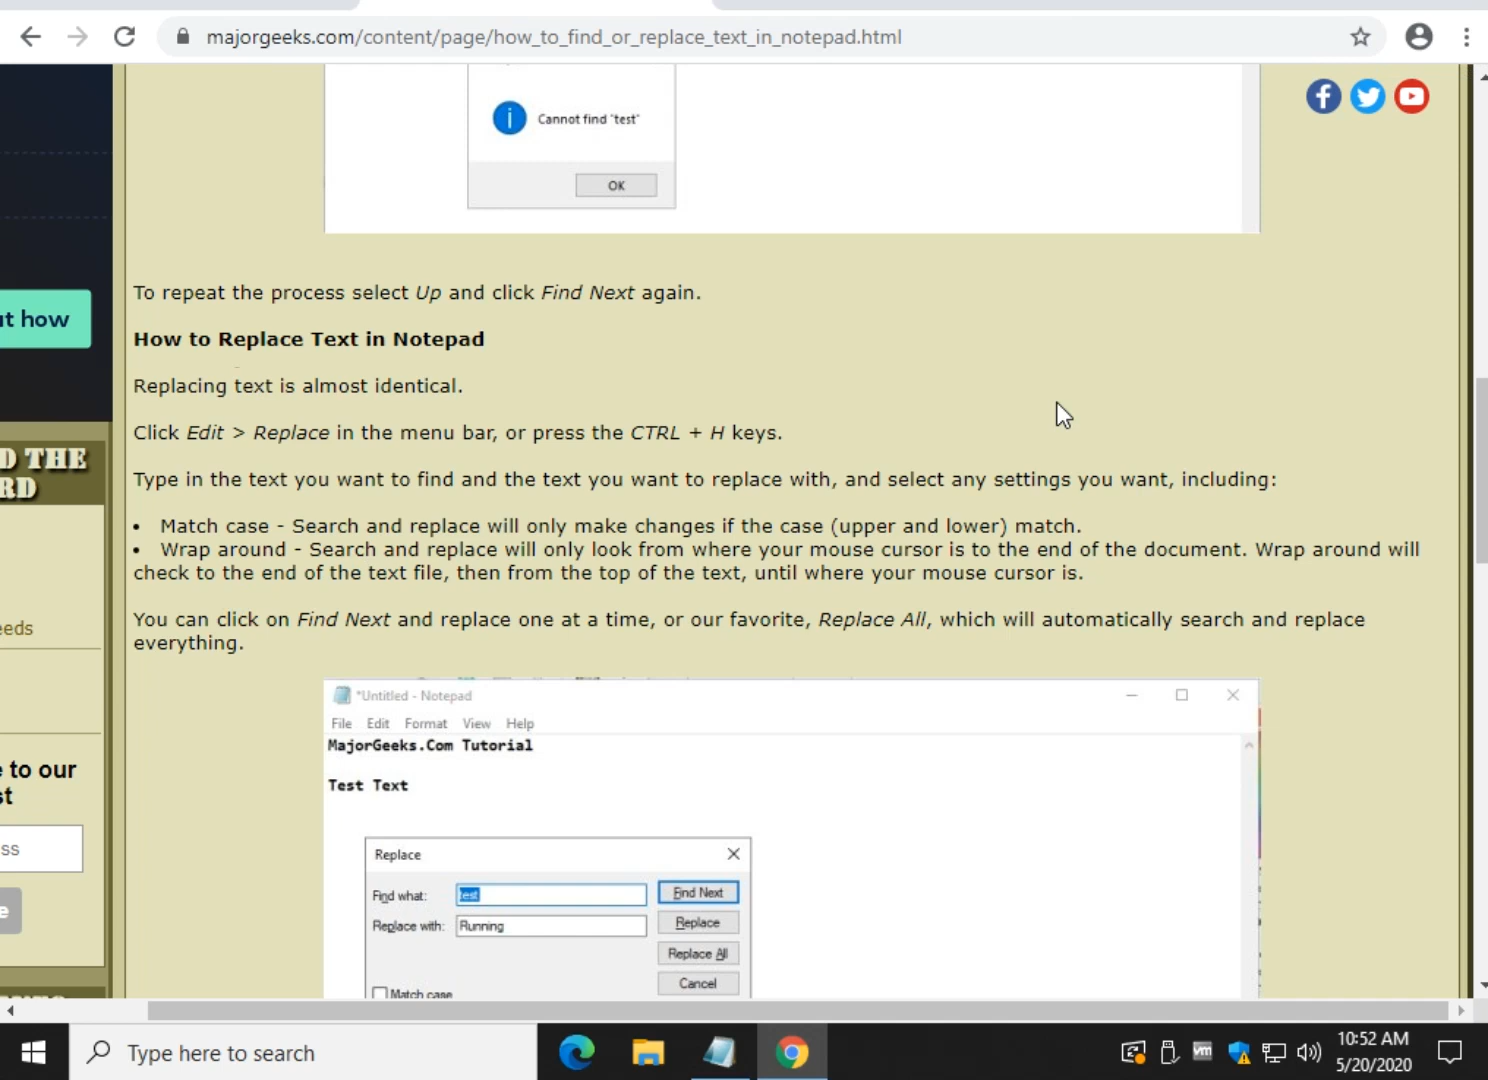 majorgeeks.com/content/page/how_to_find_or_replace_text_in_notepad.html
Cannot find "test"
OK
To repeat the process select Up and click Find Next again.
How to Replace Text in Notepad
Replacing text is almost identical.
Click Edit > Replace in the menu bar, or press the CTRL + H keys.
Type in the text you want to find and the text you want to replace with, and select any settings you want, including:
• Match case - Search and replace will only make changes if the case (upper and lower) match.
• Wrap around - Search and replace will only look from where your mouse cursor is to the end of the document. Wrap around will
check to the end of the text file, then from the top of the text, until where your mouse cursor is.
You can click on Find Next and replace one at a time, or our favorite, Replace All, which will automatically search and replace
everything.
*Untitled - Notepad
File Edit Format View Help
MajorGeeks.Com Tutorial
Test Text
Replace
Find what: test Find Next
Replace with: Running Replace
Replace All
Cancel
Match case
how
THE
to our
Type here to search
vm
10:52 AM
5/20/2020